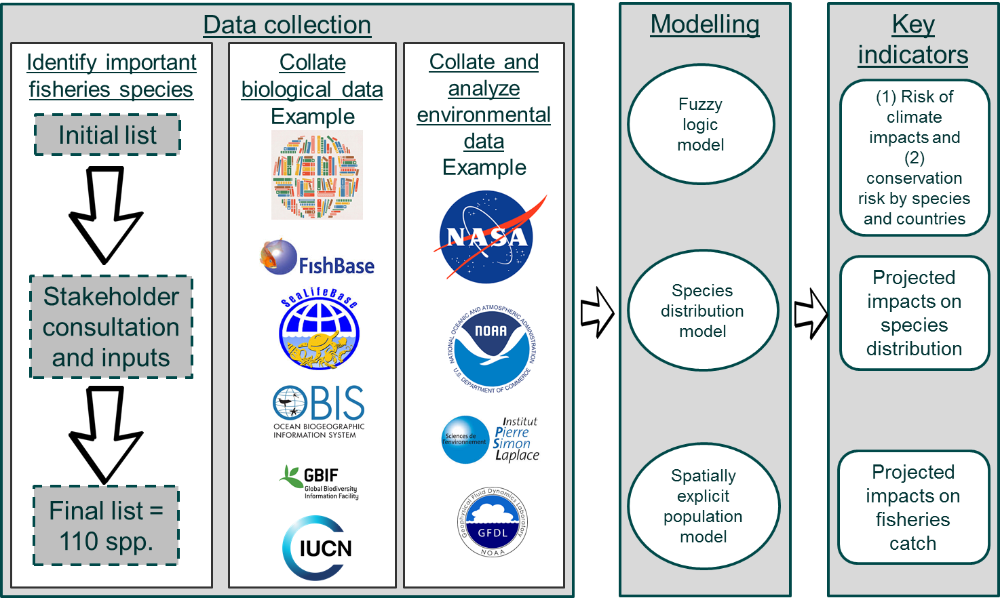 Data collection
Identify important
fisheries species
Initial list
Stakeholder
consultation
and inputs
Final list =
110 spp.
Collate
biological data
Example
FishBase
SeaLifeBase
OBIS
OCEAN BIOGEOGRAPHIC
INFORMATION SYSTEM
GBIF
Global Biodiversity
Information Facility
IUCN
Collate and
analyze
environmental
data
Example
NASA
NATIONAL OCEANIC AND ATMOSPHERIC ADMINISTRATION
NOAA
U.S. DEPARTMENT OF COMMERCE
Sciences de
l'environnement
Institut
Pierre
Simon
Laplace
Geophysical Fluid Dynamics Laboratory
GFDL
NOAA
Modelling
Fuzzy
logic
model
Species
distribution
model
Spatially
explicit
population
model
Key
indicators
(1) Risk of
climate
impacts and
(2)
conservation
risk by species
and countries
Projected
impacts on
species
distribution
Projected
impacts on
fisheries
catch